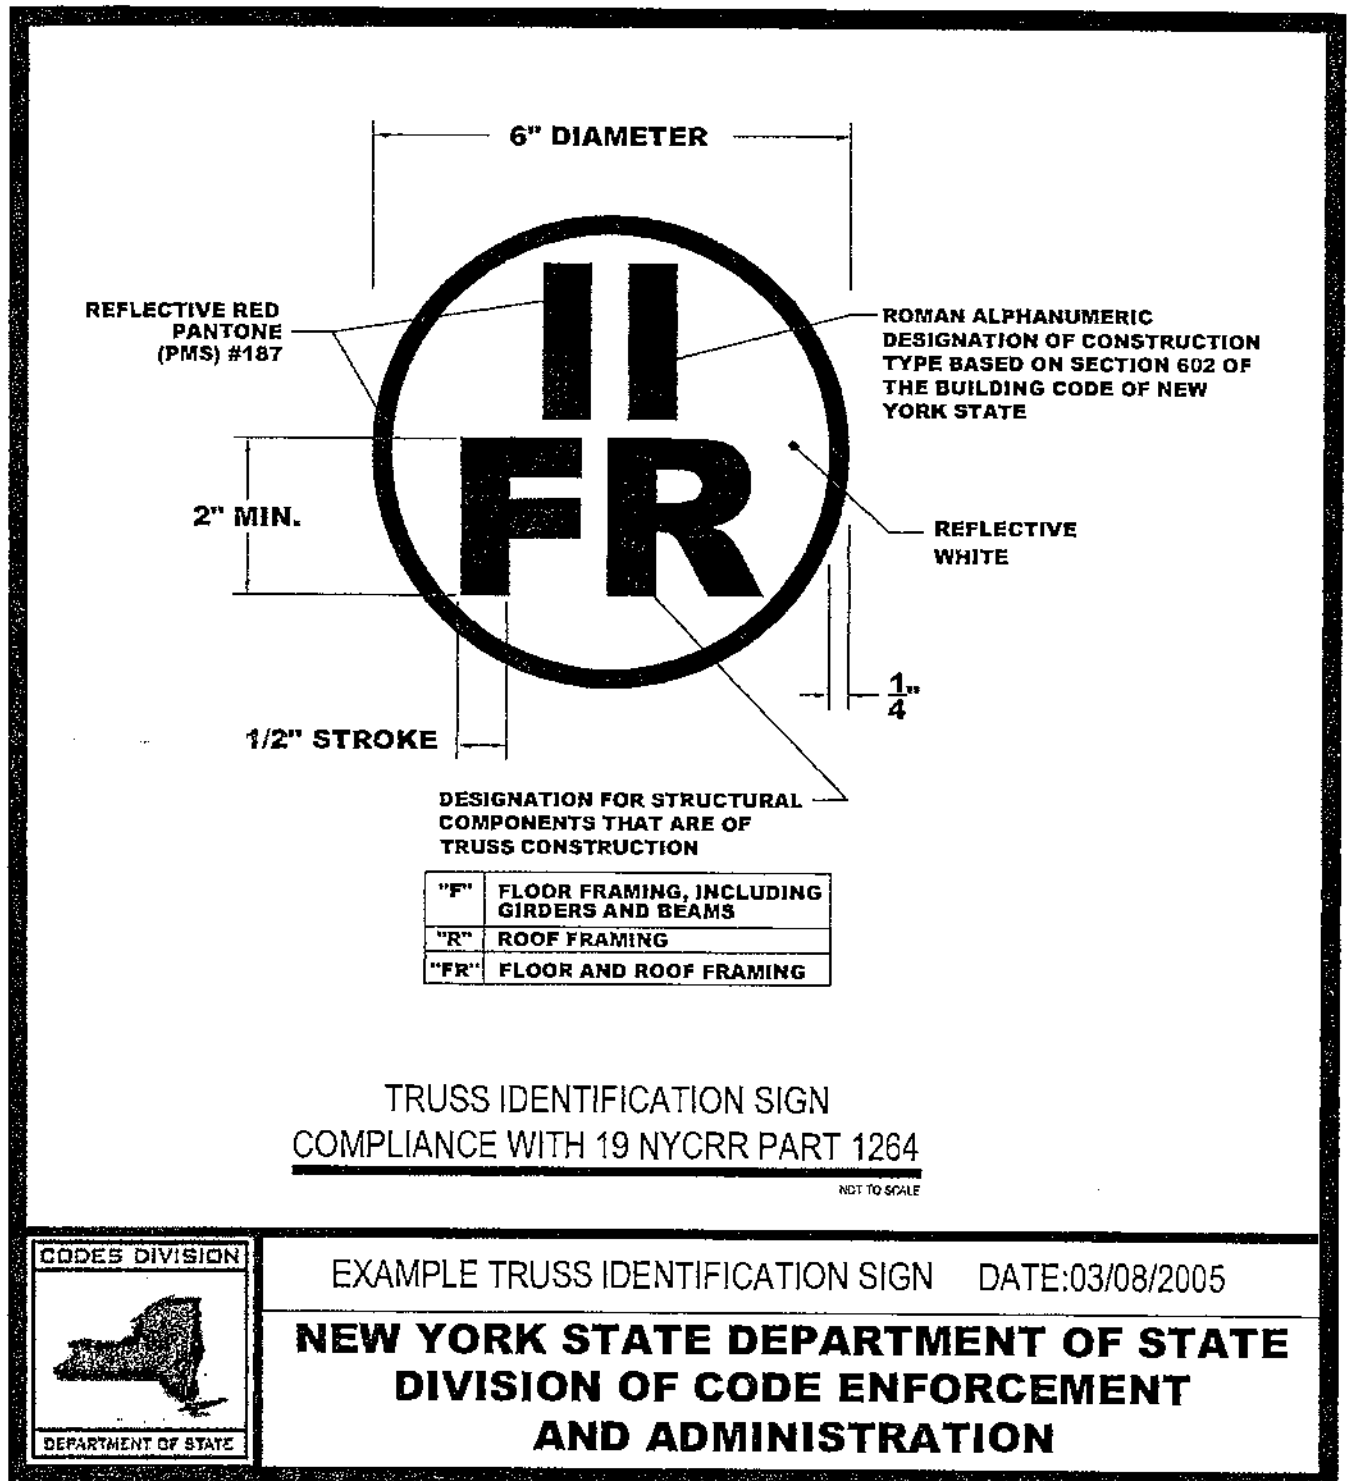 6" DIAMETER
REFLECTIVE RED
PANTONE
(PMS) #187
II
FR
ROMAN ALPHANUMERIC
DESIGNATION OF CONSTRUCTION
TYPE BASED ON SECTION 602 OF
THE BUILDING CODE OF NEW
YORK STATE
2" MIN.
REFLECTIVE
WHITE
1/4"
1/2" STROKE
DESIGNATION FOR STRUCTURAL
COMPONENTS THAT ARE OF
TRUSS CONSTRUCTION
"F" FLOOR FRAMING, INCLUDING
GIRDERS AND BEAMS
"R" ROOF FRAMING
"FR" FLOOR AND ROOF FRAMING
TRUSS IDENTIFICATION SIGN
COMPLIANCE WITH 19 NYCRR PART 1264
NOT TO SCALE
CODES DIVISION
DEPARTMENT OF STATE
EXAMPLE TRUSS IDENTIFICATION SIGN DATE:03/08/2005
NEW YORK STATE DEPARTMENT OF STATE
DIVISION OF CODE ENFORCEMENT
AND ADMINISTRATION